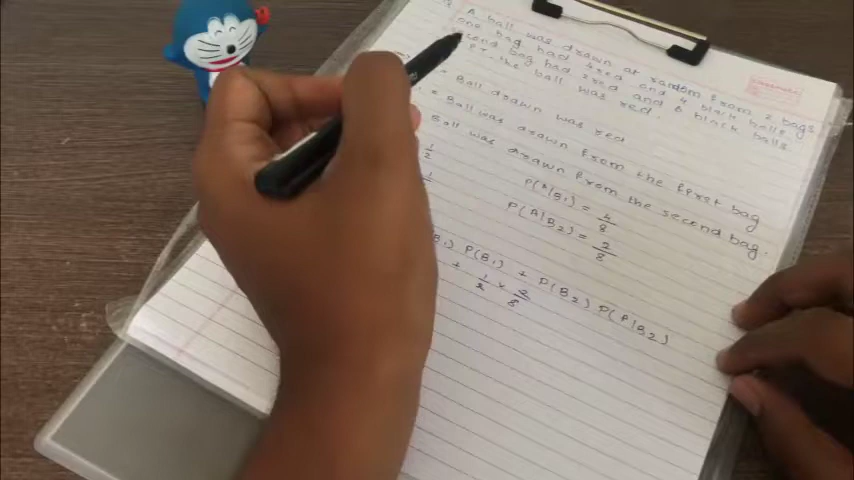 Q A ball was drawn at random from 2 bags
one bag had 4 red and 4 black balls
second bag had 2 red and 6 black balls
P - the ball was red.
= Ball drawn was red
= Ball was drawn from the first bag
Ball was drawn from the second bag.
1/2
P(A|B₁) = 4/8
P(A|B₂) = 2/8
B₁) P(B₁) + P(B₂) P(P|B₂)
+ 1/2 × 2/8